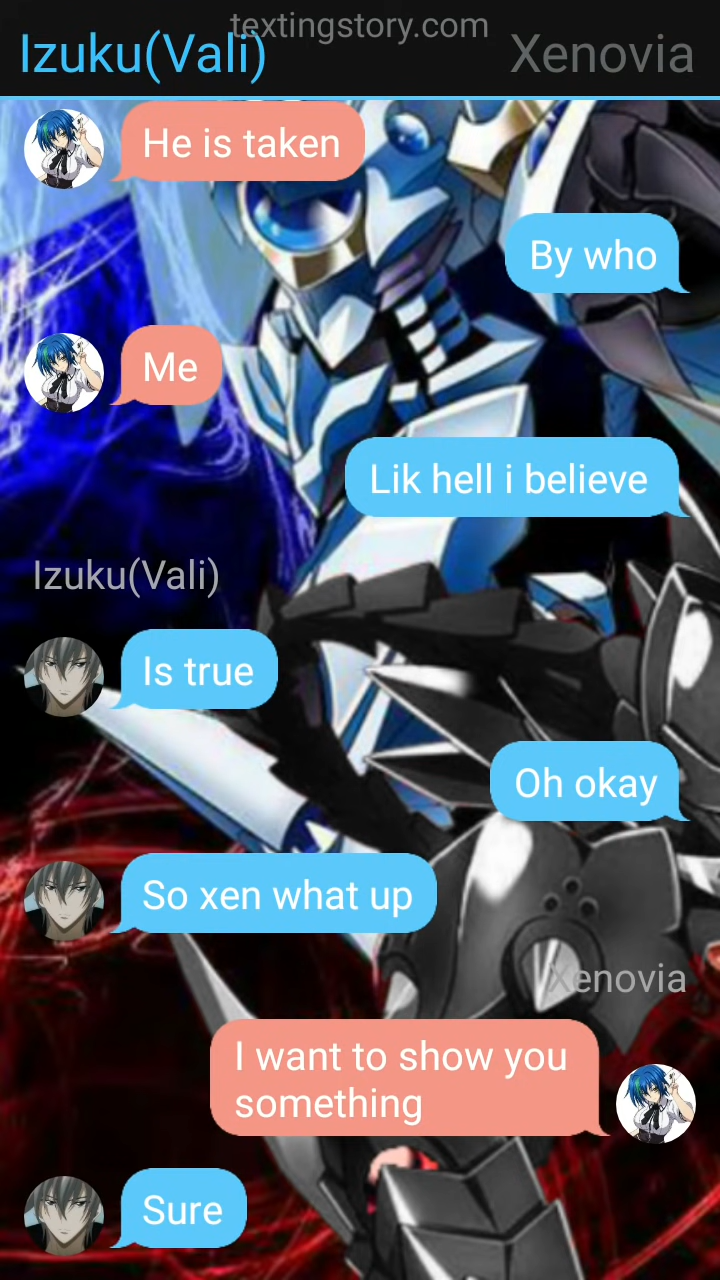 textingstory.com
Izuku(Vali)
Xenovia
He is taken
By who
Me
Lik hell i believe
Izuku(Vali)
Is true
Oh okay
So xen what up
Xenovia
I want to show you
something
Sure